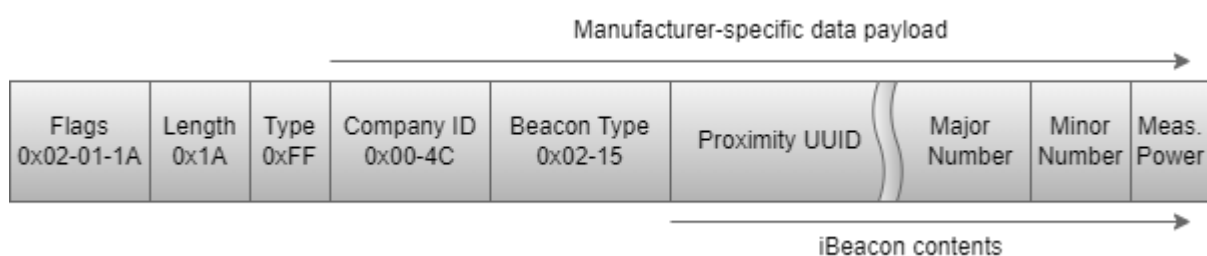 Manufacturer-specific data payload
Flags
0x02-01-1A
Length
0x1A
Type
0xFF
Company ID
0x00-4C
Beacon Type
0x02-15
Proximity UUID
Major
Number
Minor
Number
Meas.
Power
iBeacon contents